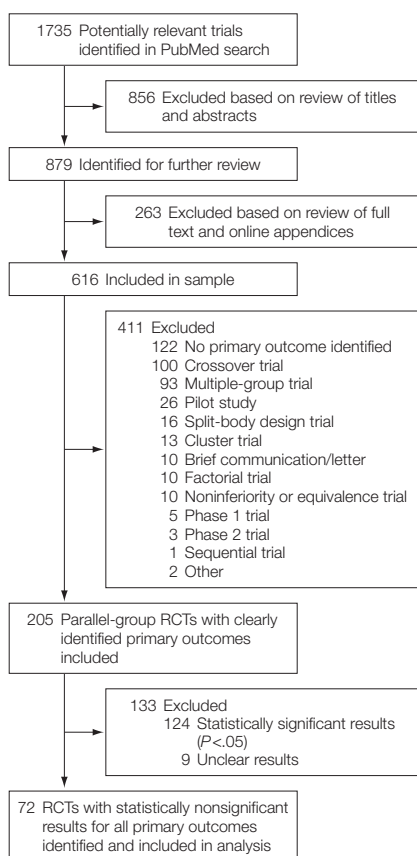 1735 Potentially relevant trials
identified in PubMed search
856 Excluded based on review of titles
and abstracts
879 Identified for further review
263 Excluded based on review of full
text and online appendices
616 Included in sample
411 Excluded
122 No primary outcome identified
100 Crossover trial
93 Multiple-group trial
26 Pilot study
16 Split-body design trial
13 Cluster trial
10 Brief communication/letter
10 Factorial trial
10 Noninferiority or equivalence trial
5 Phase 1 trial
3 Phase 2 trial
1 Sequential trial
2 Other
205 Parallel-group RCTs with clearly
identified primary outcomes
included
133 Excluded
124 Statistically significant results
(P<.05)
9 Unclear results
72 RCTs with statistically nonsignificant
results for all primary outcomes
identified and included in analysis